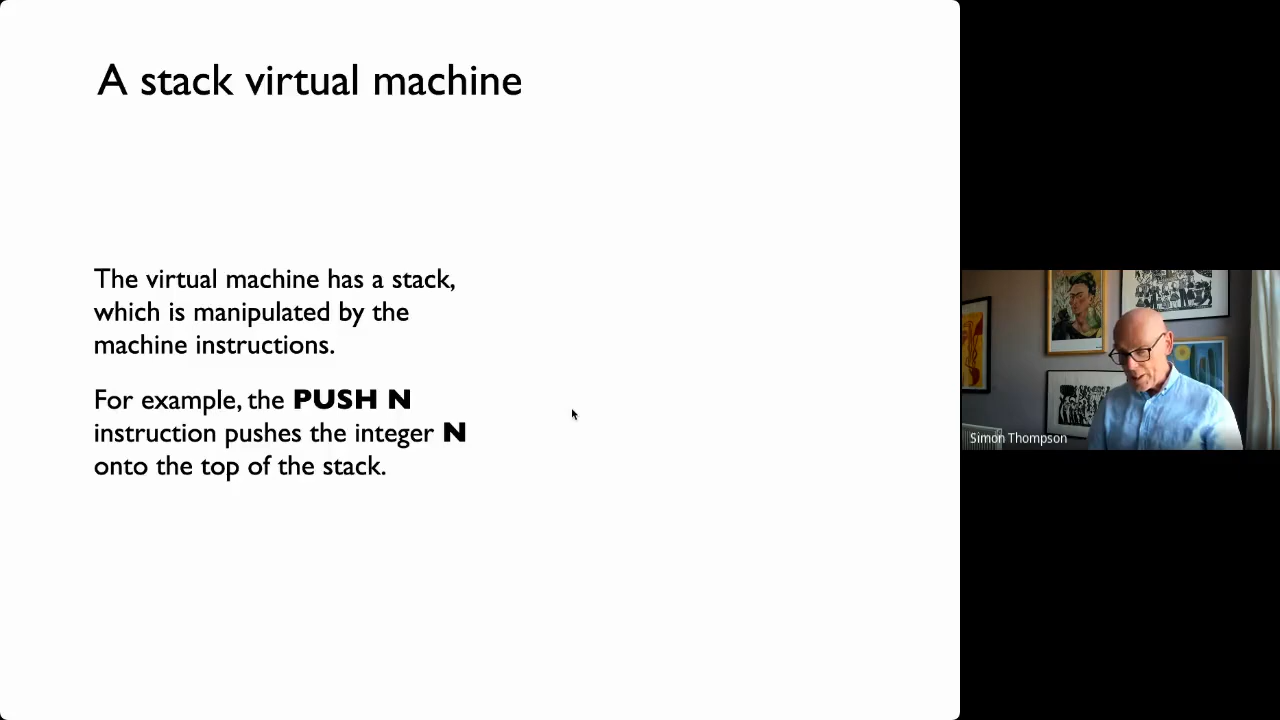 A stack virtual machine
The virtual machine has a stack,
which is manipulated by the
machine instructions.
For example, the PUSH N
instruction pushes the integer N
onto the top of the stack.
Simon Thompson